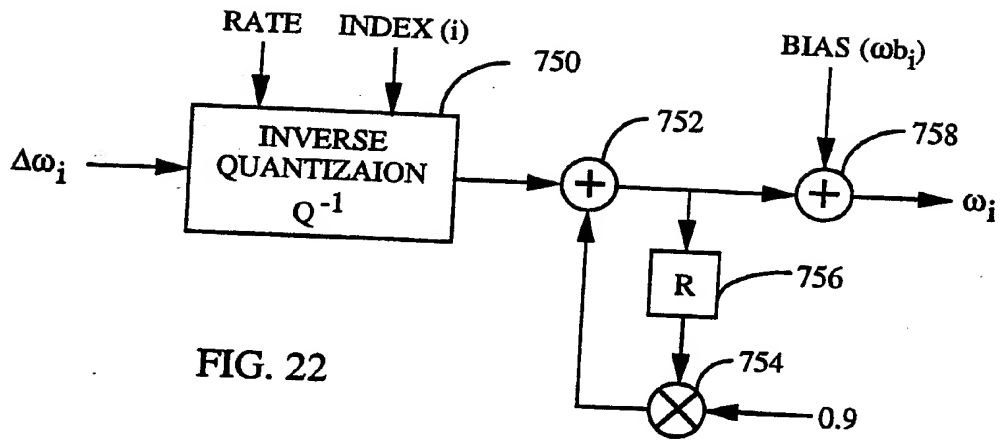 RATE INDEX (i)
750
BIAS (ωbᵢ)
752
758
Δωᵢ
INVERSE
QUANTIZAION
Q⁻¹
+
+
ωᵢ
R
756
754
0.9
FIG. 22